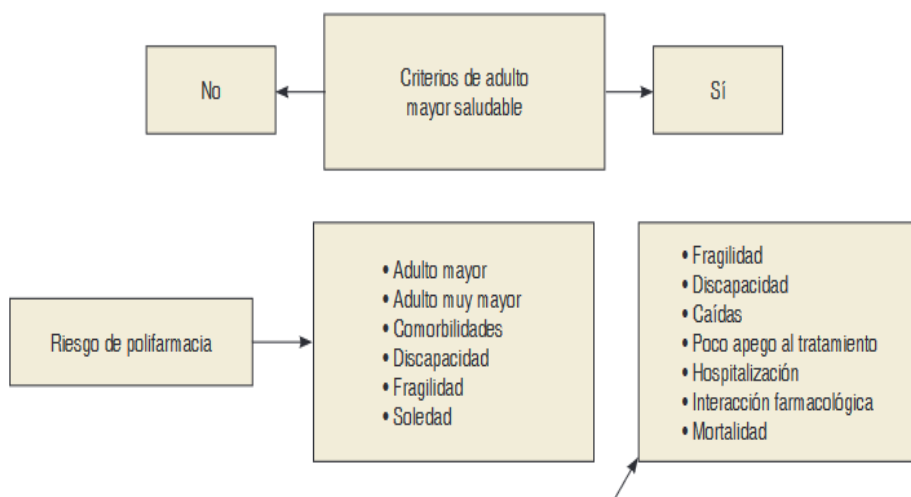 No
Criterios de adulto
mayor saludable
Sí
Riesgo de polifarmacia
• Adulto mayor
• Adulto muy mayor
• Comorbilidades
• Discapacidad
• Fragilidad
• Soledad
• Fragilidad
• Discapacidad
• Caídas
• Poco apego al tratamiento
• Hospitalización
• Interacción farmacológica
• Mortalidad